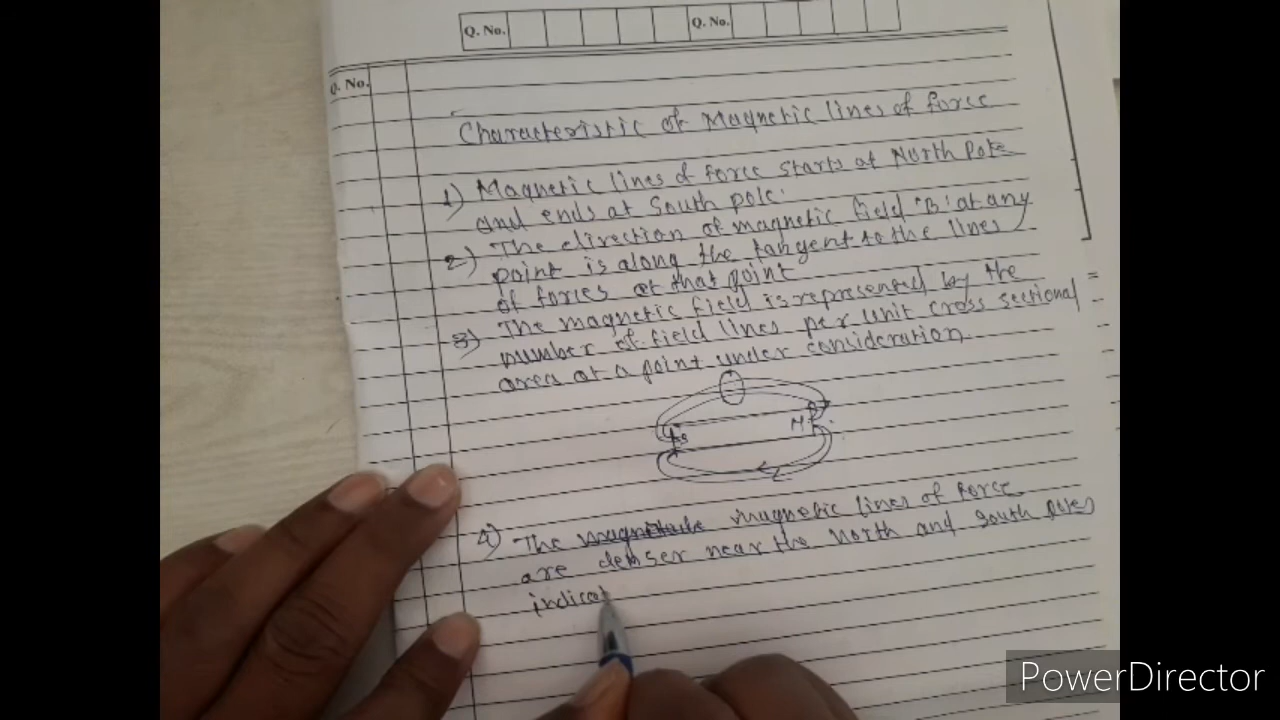 Q. No. Q. No.
Q. No.
Characteristic of Magnetic lines of force
1) Magnetic lines of force starts at North Pole
and ends at south pole.
2) The direction of magnetic field 'B' at any
point is along the tangent to the lines
of forces at that point
3) The magnetic field is represented by the
number of field lines per unit cross sectional
area at a point under consideration
S N
4) The magnetic lines of force
are denser near the North and south poles
indicat
PowerDirector